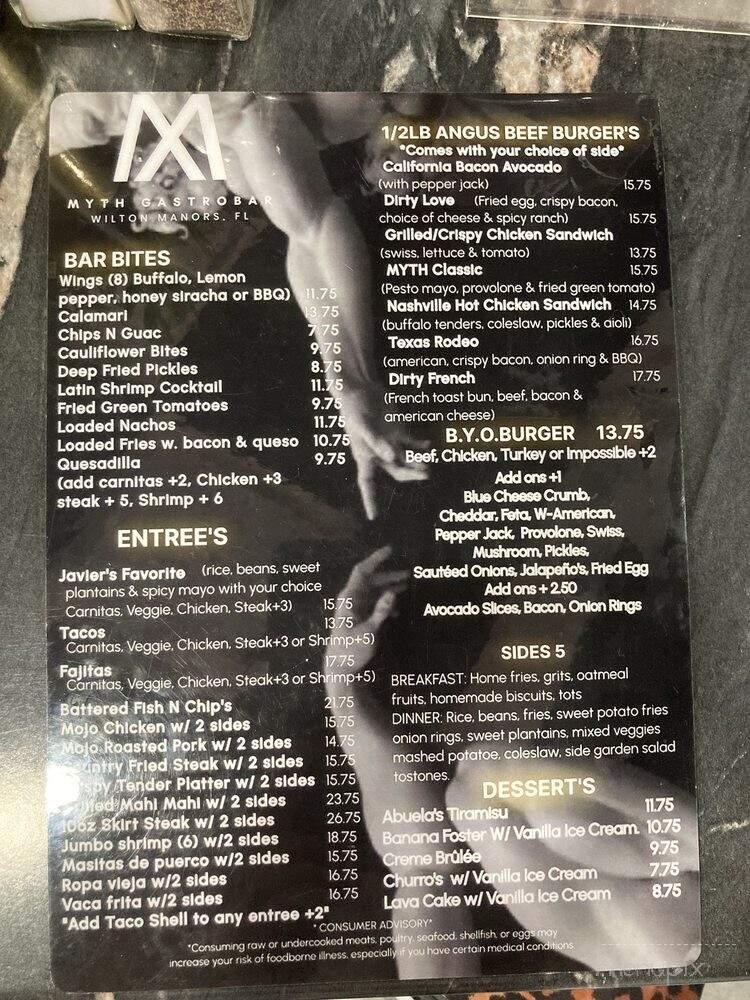 MYTH GASTROBAR
WILTON MANORS, FL
BAR BITES
Wings (8) Buffalo, Lemon
pepper, honey siracha or BBQ) 11.75
Calamari 13.75
Chips N Guac 7.75
Cauliflower Bites 9.75
Deep Fried Pickles 8.75
Latin Shrimp Cocktail 11.75
Fried Green Tomatoes 9.75
Loaded Nachos 11.75
Loaded Fries w. bacon & queso 10.75
Quesadilla 9.75
(add carnitas +2, Chicken +3
steak + 5, Shrimp + 6
ENTREE'S
Javier's Favorite (rice, beans, sweet
plantains & spicy mayo with your choice
Carnitas, Veggie, Chicken, Steak+3) 15.75
Tacos 13.75
Carnitas, Veggie, Chicken, Steak+3 or Shrimp+5)
Fajitas 17.75
Carnitas, Veggie, Chicken, Steak+3 or Shrimp+5)
Battered Fish N Chip's 21.75
Mojo Chicken w/ 2 sides 15.75
Mojo Roasted Pork w/ 2 sides 14.75
Country Fried Steak w/ 2 sides 15.75
Tender Platter w/ 2 sides 15.75
Mahi Mahi w/ 2 sides 23.75
10oz Skirt Steak w/ 2 sides 26.75
Jumbo shrimp (6) w/2 sides 18.75
Masitas de puerco w/2 sides 15.75
Ropa vieja w/2 sides 16.75
Vaca frita w/2 sides 16.75
"Add Taco Shell to any entree +2"
1/2LB ANGUS BEEF BURGER'S
"Comes with your choice of side"
California Bacon Avocado
(with pepper jack) 15.75
Dirty Love (Fried egg, crispy bacon,
choice of cheese & spicy ranch) 15.75
Grilled/Crispy Chicken Sandwich
(swiss, lettuce & tomato) 13.75
MYTH Classic 15.75
(Pesto mayo, provolone & fried green tomato)
Nashville Hot Chicken Sandwich 14.75
(buffalo tenders, coleslaw, pickles & aioli)
Texas Rodeo 16.75
(american, crispy bacon, onion ring & BBQ)
Dirty French 17.75
(French toast bun, beef, bacon &
american cheese)
B.Y.O.BURGER 13.75
Beef, Chicken, Turkey or Impossible +2
Add ons +1
Blue Cheese Crumb,
Cheddar, Feta, W-American,
Pepper Jack, Provolone, Swiss,
Mushroom, Pickles,
Sautéed Onions, Jalapeño's, Fried Egg
Add ons + 2.50
Avocado Slices, Bacon, Onion Rings
SIDES 5
BREAKFAST: Home fries, grits, oatmeal
fruits, homemade biscuits, tots
DINNER: Rice, beans, fries, sweet potato fries
onion rings, sweet plantains, mixed veggies
mashed potatoe, coleslaw, side garden salad
tostones.
DESSERT'S
Abuela's Tiramisu 11.75
Banana Foster W/ Vanilla Ice Cream. 10.75
Creme Brûlée 9.75
Churro's w/ Vanilla Ice Cream 7.75
Lava Cake w/ Vanilla Ice Cream 8.75
* CONSUMER ADVISORY*
*Consuming raw or undercooked meats, poultry, seafood, shellfish, or eggs may
increase your risk of foodborne illness, especially if you have certain medical conditions